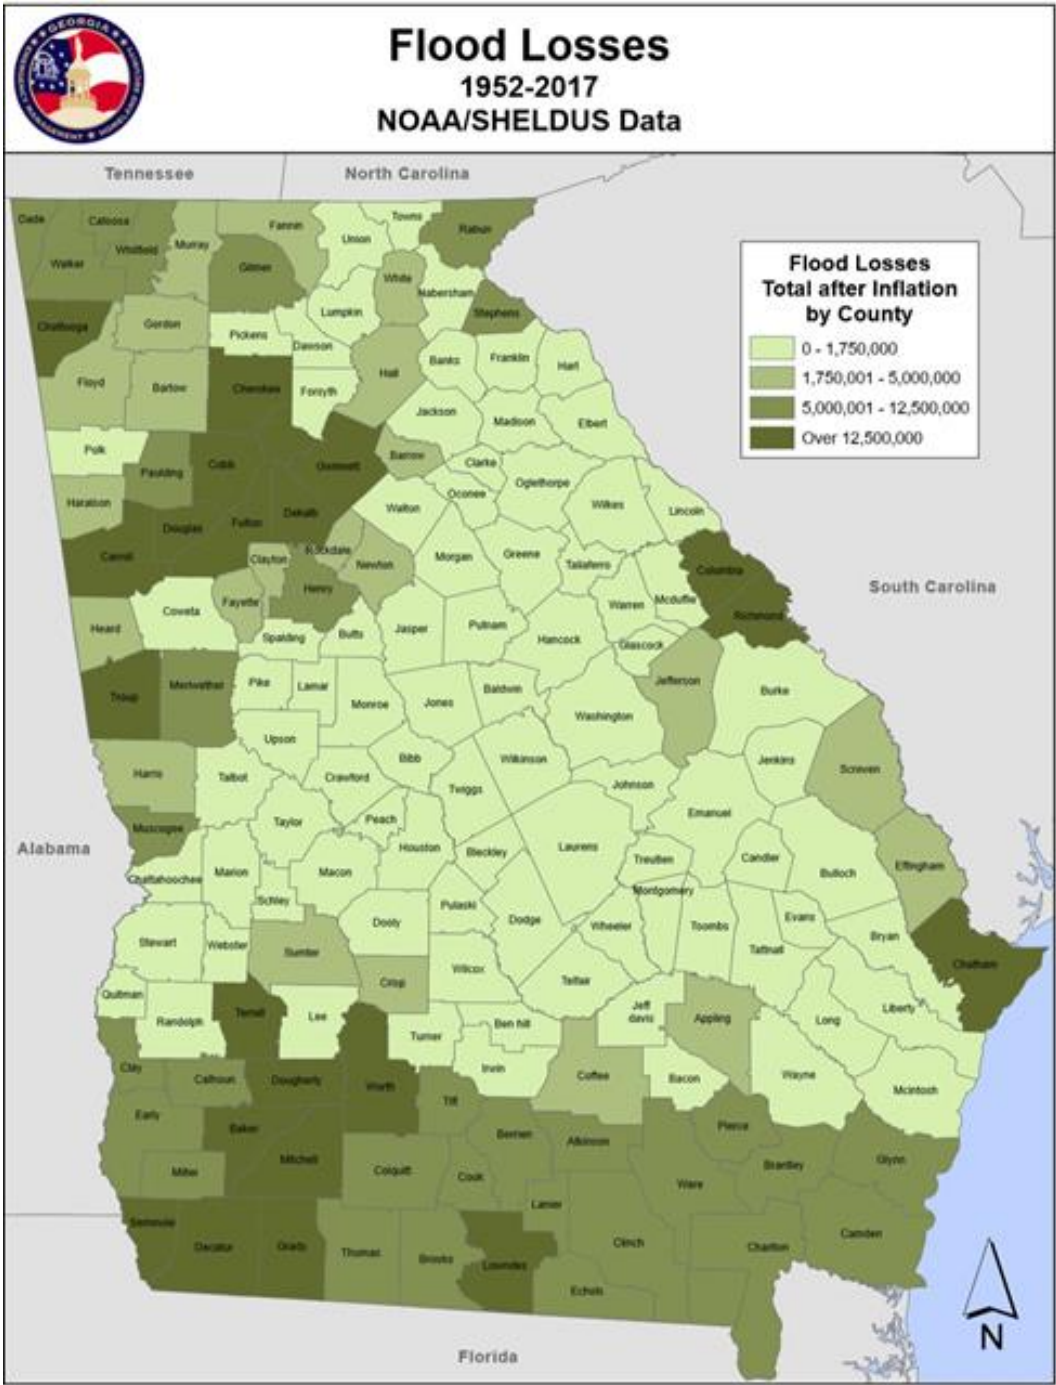 Flood Losses
1952-2017
NOAA/SHELDUS Data
GEORGIA
Tennessee
North Carolina
Dade
Catoosa
Fannin
Towns
Rabun
Union
Whitfield
Murray
Walker
Gilmer
White
Habersham
Lumpkin
Stephens
Chattooga
Gordon
Pickens
Dawson
Flood Losses
Total after Inflation
by County
0 - 1,750,000
1,750,001 - 5,000,000
5,000,001 - 12,500,000
Over 12,500,000
Floyd
Bartow
Cherokee
Forsyth
Hall
Banks
Franklin
Hart
Jackson
Madison
Elbert
Polk
Paulding
Cobb
Gwinnett
Barrow
Clarke
Oconee
Oglethorpe
Wilkes
Lincoln
Haralson
Douglas
Fulton
Dekalb
Walton
Carroll
Clayton
Rockdale
Newton
Morgan
Greene
Taliaferro
Columbia
South Carolina
Coweta
Fayette
Henry
Warren
Mcduffie
Richmond
Heard
Spalding
Butts
Jasper
Putnam
Hancock
Glascock
Troup
Meriwether
Pike
Lamar
Monroe
Jones
Baldwin
Washington
Jefferson
Burke
Upson
Harris
Talbot
Crawford
Bibb
Twiggs
Wilkinson
Johnson
Jenkins
Screven
Alabama
Muscogee
Taylor
Peach
Houston
Bleckley
Laurens
Emanuel
Treutlen
Candler
Bulloch
Effingham
Chattahoochee
Marion
Macon
Schley
Dooly
Pulaski
Dodge
Montgomery
Wheeler
Toombs
Evans
Tattnall
Bryan
Stewart
Webster
Sumter
Crisp
Wilcox
Telfair
Chatham
Quitman
Randolph
Terrell
Lee
Turner
Ben hill
Jeff
davis
Appling
Long
Liberty
Clay
Calhoun
Dougherty
Worth
Irwin
Coffee
Bacon
Wayne
Mcintosh
Early
Baker
Tift
Berrien
Atkinson
Pierce
Miller
Mitchell
Colquitt
Cook
Ware
Brantley
Glynn
Seminole
Decatur
Grady
Thomas
Brooks
Lowndes
Lanier
Clinch
Echols
Charlton
Camden
Florida
N